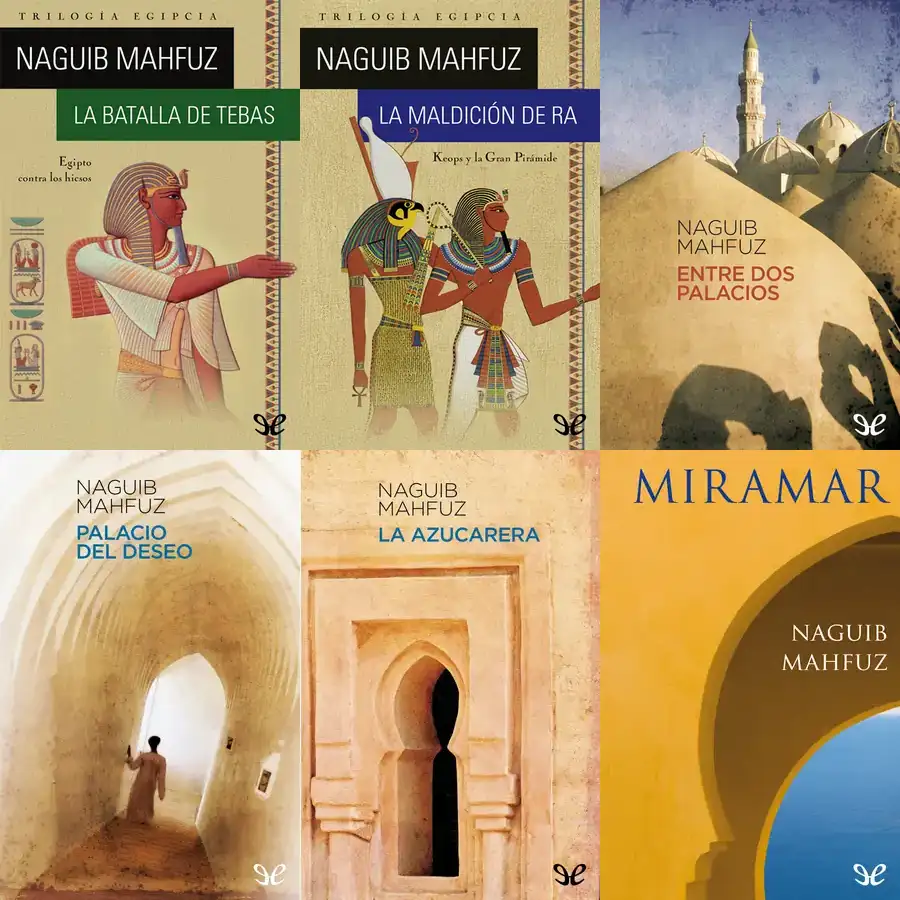 TRILOGÍA EGIPCIA
NAGUIB MAHFUZ
LA BATALLA DE TEBAS
Egipto
contra los hicsos
TRILOGÍA EGIPCIA
NAGUIB MAHFUZ
LA MALDICIÓN DE RA
Keops y la Gran Pirámide
NAGUIB
MAHFUZ
ENTRE DOS
PALACIOS
NAGUIB
MAHFUZ
PALACIO
DEL DESEO
NAGUIB
MAHFUZ
LA AZUCARERA
MIRAMAR
NAGUIB
MAHFUZ